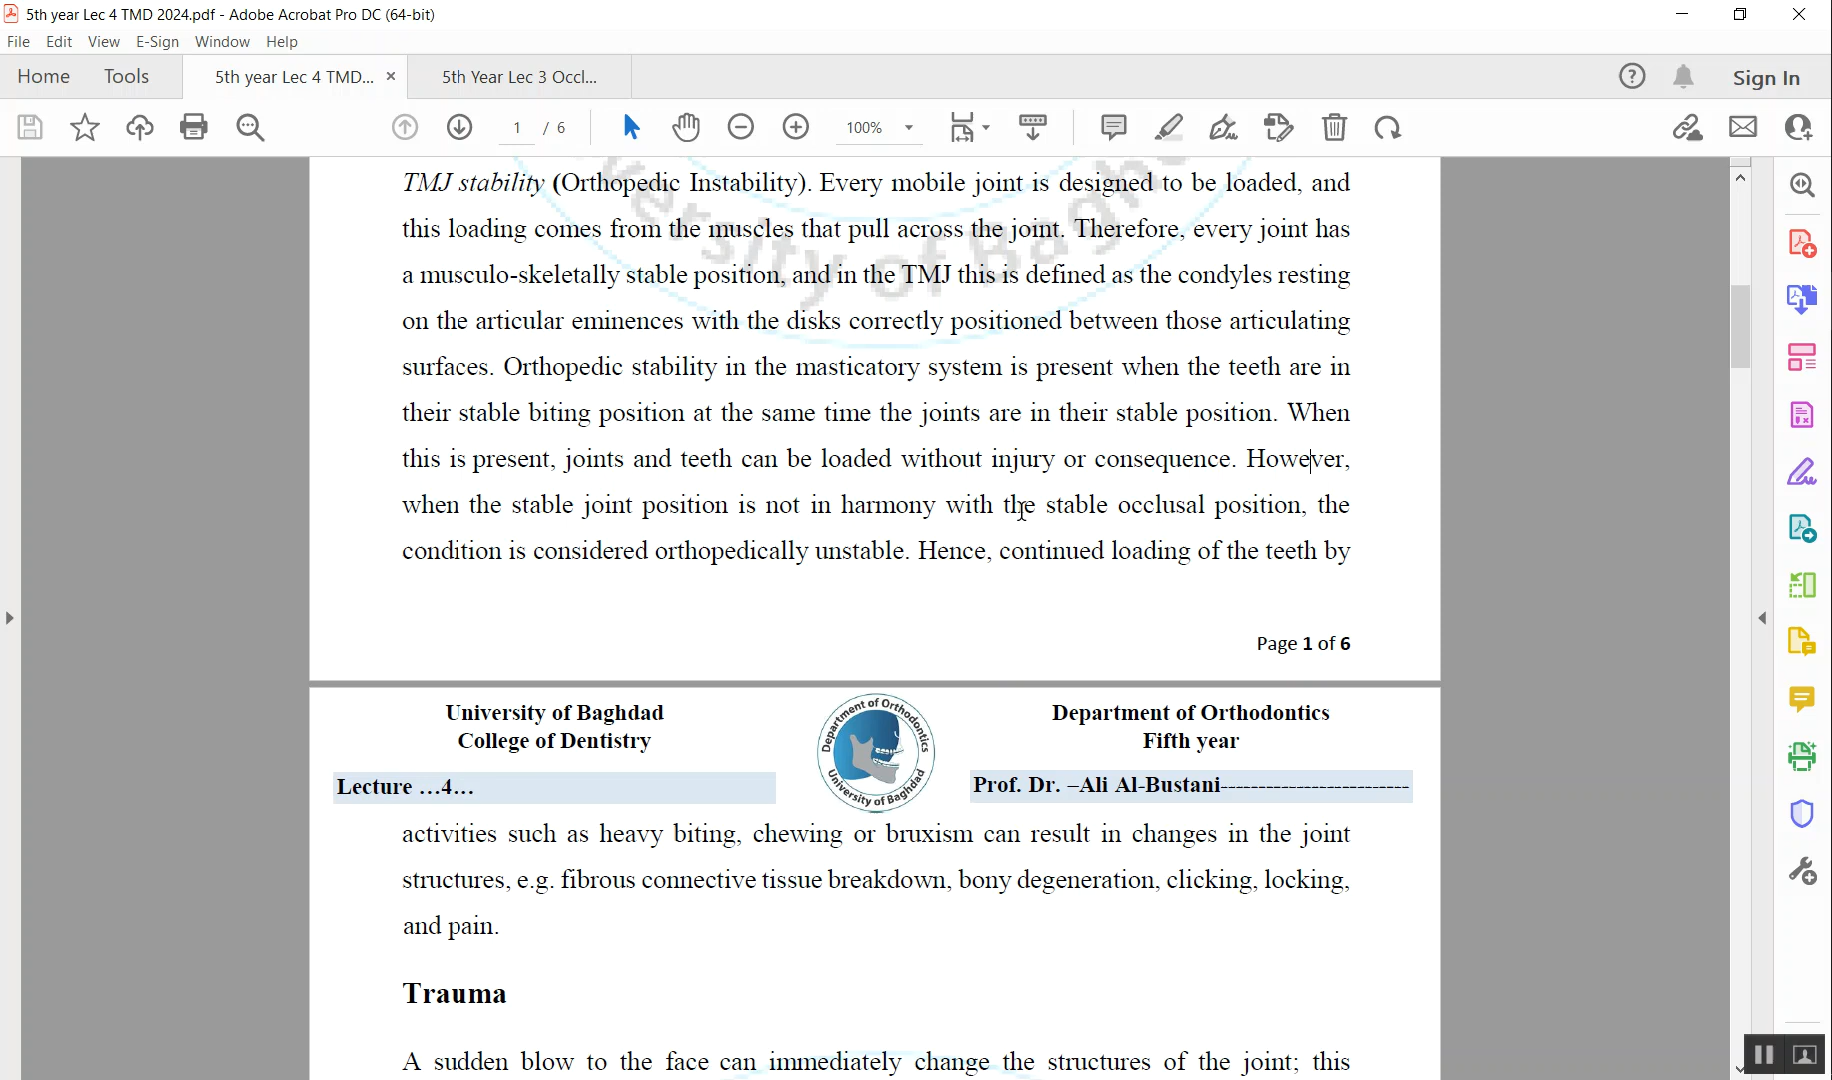 5th year Lec 4 TMD 2024.pdf - Adobe Acrobat Pro DC (64-bit)
File Edit View E-Sign Window Help
Home Tools 5th year Lec 4 TMD... × 5th Year Lec 3 Occl... Sign In
1 / 6 100%
TMJ stability (Orthopedic Instability). Every mobile joint is designed to be loaded, and
this loading comes from the muscles that pull across the joint. Therefore, every joint has
a musculo-skeletally stable position, and in the TMJ this is defined as the condyles resting
on the articular eminences with the disks correctly positioned between those articulating
surfaces. Orthopedic stability in the masticatory system is present when the teeth are in
their stable biting position at the same time the joints are in their stable position. When
this is present, joints and teeth can be loaded without injury or consequence. However,
when the stable joint position is not in harmony with the stable occlusal position, the
condition is considered orthopedically unstable. Hence, continued loading of the teeth by
Page 1 of 6
University of Baghdad
College of Dentistry
Lecture ...4...
Department of Orthodontics
University of Baghdad
Department of Orthodontics
Fifth year
Prof. Dr. –Ali Al-Bustani-------------------------
activities such as heavy biting, chewing or bruxism can result in changes in the joint
structures, e.g. fibrous connective tissue breakdown, bony degeneration, clicking, locking,
and pain.
Trauma
A sudden blow to the face can immediately change the structures of the joint; this